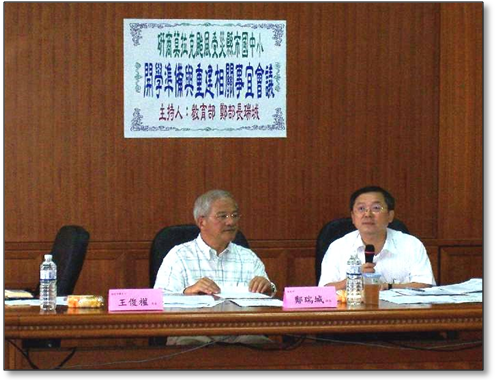 研商莫拉克颱風受災縣市國中小
開學準備與重建相關事宜會議
主持人：教育部 鄭部長瑞城
王俊權
鄭瑞城